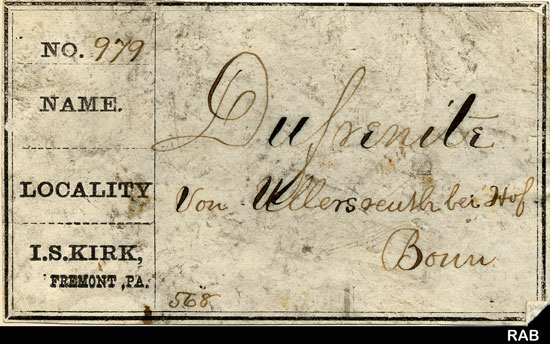 NO. 979
NAME.
Dufrenite
LOCALITY
Von Ullersreuth bei Hof
Bonn
I.S.KIRK,
FREMONT, PA.
568
RAB